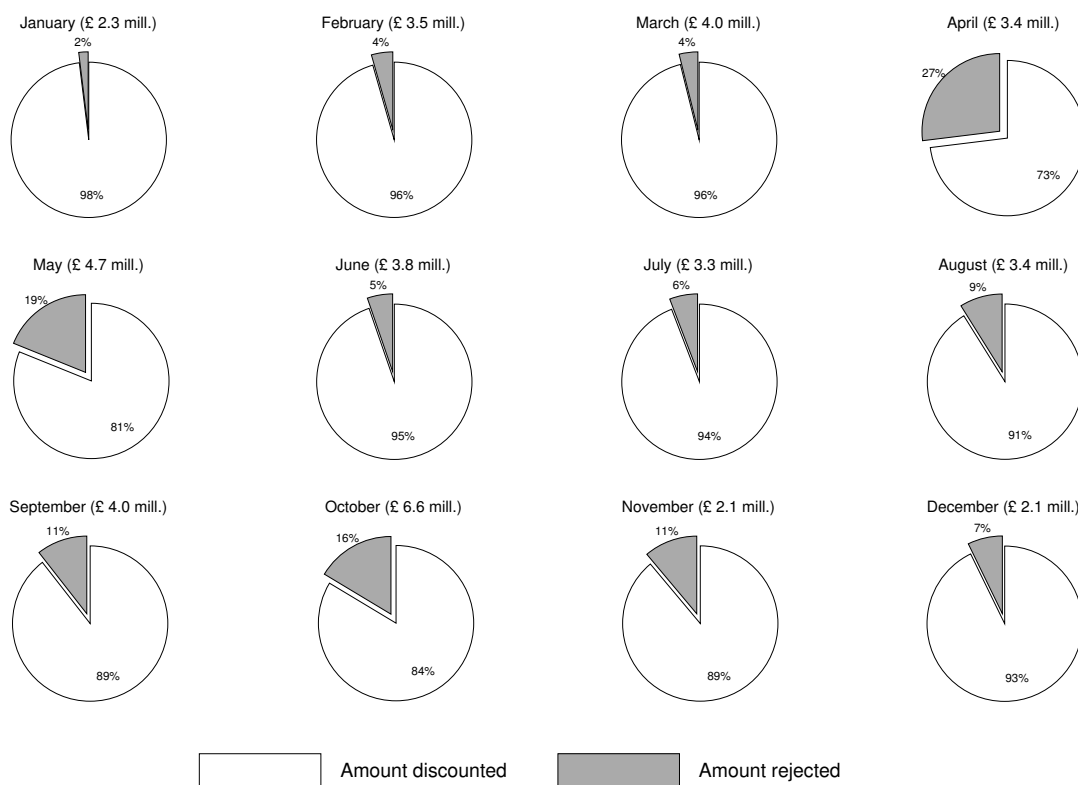 January (£ 2.3 mill.)
2%
98%
February (£ 3.5 mill.)
4%
96%
March (£ 4.0 mill.)
4%
96%
April (£ 3.4 mill.)
27%
73%
May (£ 4.7 mill.)
19%
81%
June (£ 3.8 mill.)
5%
95%
July (£ 3.3 mill.)
6%
94%
August (£ 3.4 mill.)
9%
91%
September (£ 4.0 mill.)
11%
89%
October (£ 6.6 mill.)
16%
84%
November (£ 2.1 mill.)
11%
89%
December (£ 2.1 mill.)
7%
93%
Amount discounted
Amount rejected